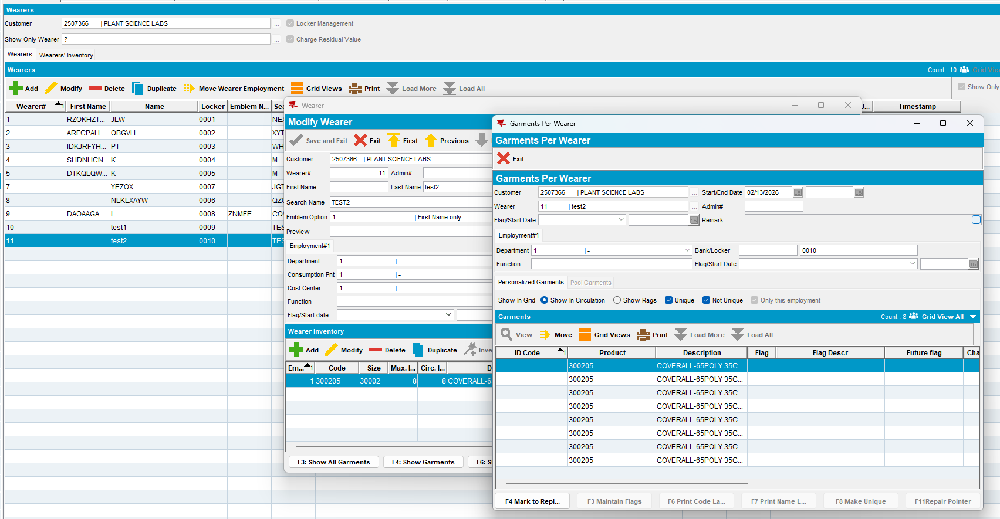 Wearers
Customer 2507366 | PLANT SCIENCE LABS ... Locker Management
Show Only Wearer ? ... Charge Residual Value
Wearers Wearers' Inventory
Wearers Count : 10 Grid Vie
Add Modify Delete Duplicate Move Wearer Employment Grid Views Print Load More Load All Show Only
Wearer# 1 First Name Name Locker Emblem N... Sea J... Timestamp
1 RZOKHZT... JLW 0001 NEX
2 ARFCPAH... QBGVH 0002 XYT
3 IDKJRFYH... PT 0003 WH
4 SHDNHCN... K 0004 M
5 DTKQLQW... K 0005 M
7 YEZQX 0007 JGT
8 NLKLXAYW 0006 QZC
9 DAOAAGA... L 0008 ZNMFE CQ
10 test1 0009 TES
11 test2 0010 TES
Wearer
Modify Wearer
Save and Exit Exit First Previous
Customer 2507366 | PLANT SCIENCE LABS
Wearer# 11 Admin#
First Name Last Name test2
Search Name TEST2
Emblem Option 1 | First Name only
Preview
Employment#1
Department 1 | -
Consumption Pnt 1 | -
Cost Center 1 | -
Function
Flag/Start date
Wearer Inventory
Add Modify Delete Duplicate Inve
Em... 1 Code Size Max. I... Circ. I... D
1 300205 30002 8 8 COVERALL-6
F3: Show All Garments F4: Show Garments F6: S
Garments Per Wearer
Garments Per Wearer
Exit
Garments Per Wearer
Customer 2507366 | PLANT SCIENCE LABS ... Start/End Date 02/13/2026 16 16
Wearer 11 | test2 ... Admin#
Flag/Start Date 16 Remark ...
Employment#1
Department 1 | - Bank/Locker 0010
Function Flag/Start Date 16
Personalized Garments Pool Garments
Show In Grid Show In Circulation Show Rags Unique Not Unique Only this employment
Garments Count : 8 Grid View All
View Move Grid Views Print Load More Load All
ID Code 1 Product Description Flag Flag Descr Future flag Cha
300205 COVERALL-65POLY 35C...
300205 COVERALL-65POLY 35C...
300205 COVERALL-65POLY 35C...
300205 COVERALL-65POLY 35C...
300205 COVERALL-65POLY 35C...
300205 COVERALL-65POLY 35C...
300205 COVERALL-65POLY 35C...
300205 COVERALL-65POLY 35C...
F4 Mark to Repl... F3 Maintain Flags F6 Print Code La... F7 Print Name L... F8 Make Unique F11Repair Pointer